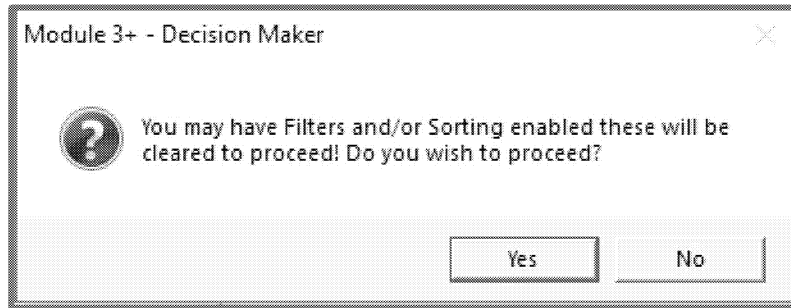 Module 3+ - Decision Maker
You may have Filters and/or Sorting enabled these will be
cleared to proceed! Do you wish to proceed?
Yes
No